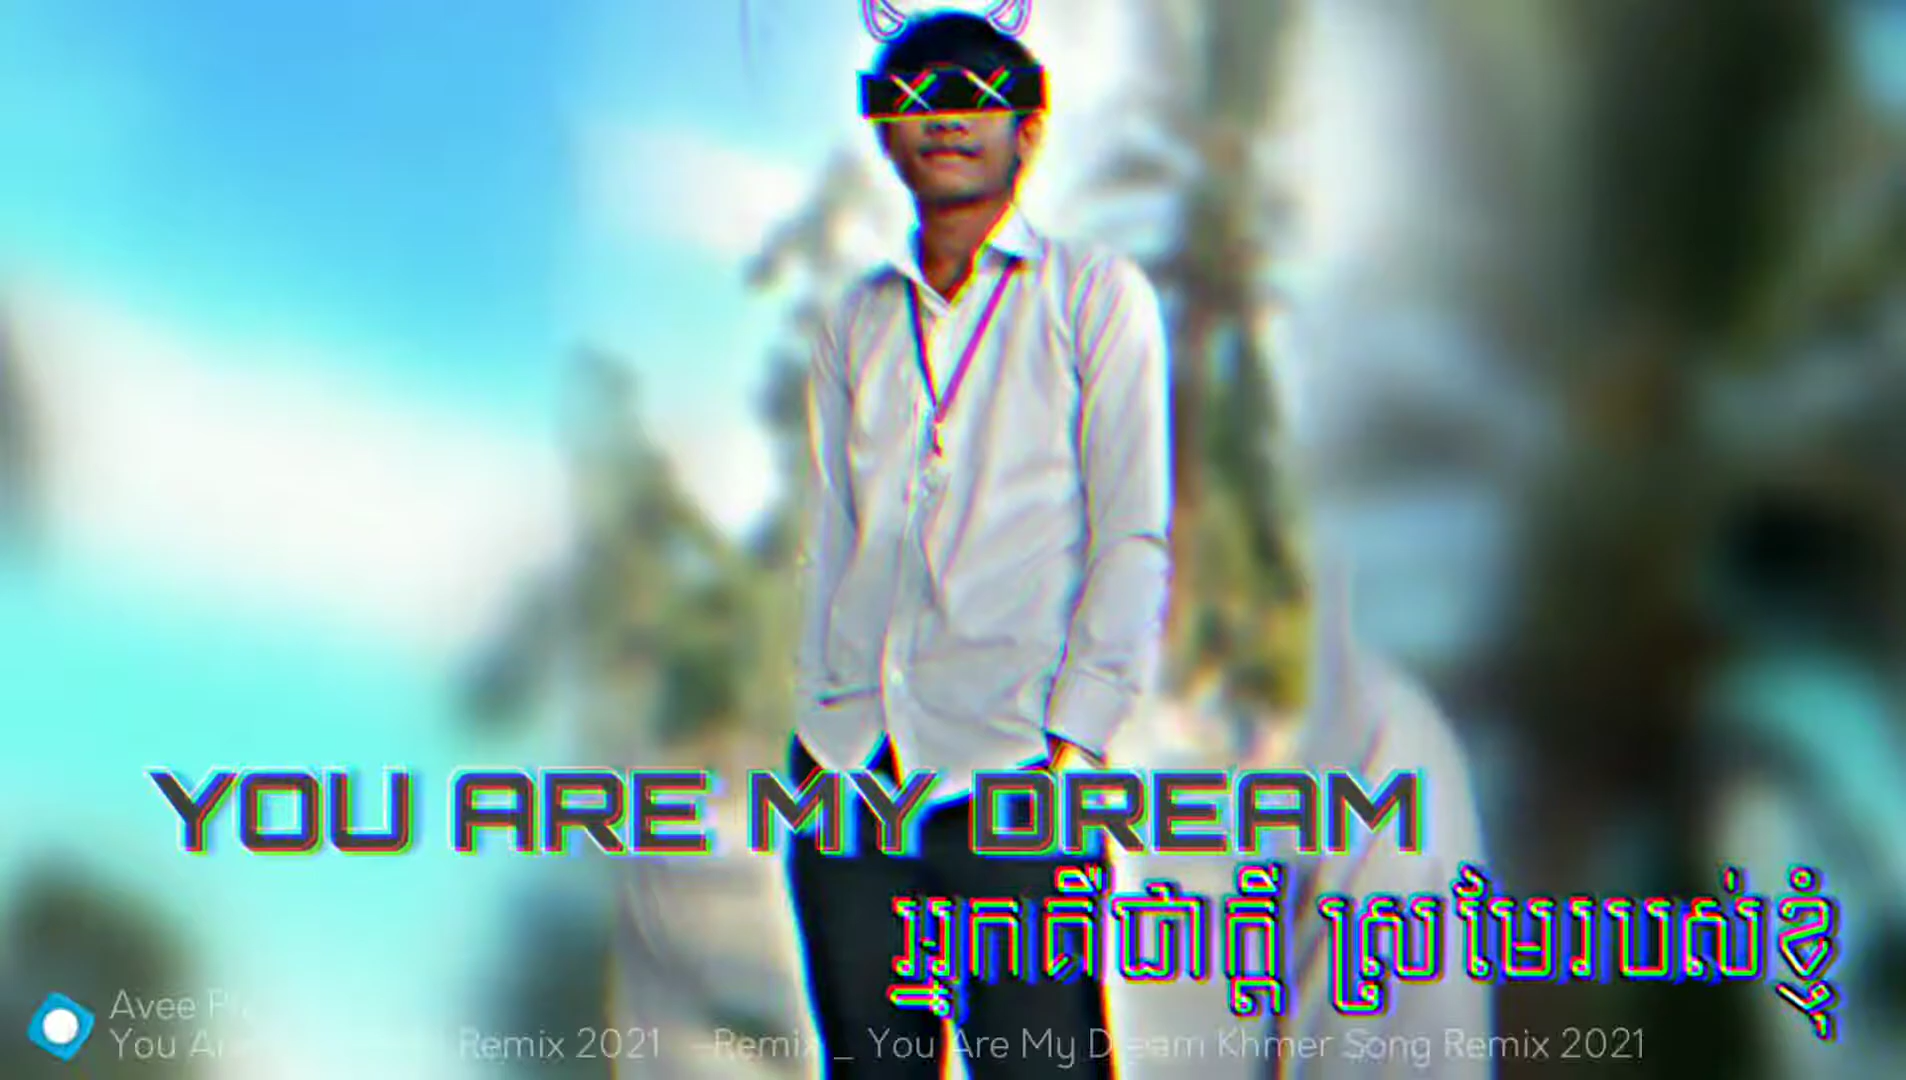 YOU ARE MY DREAM
អ្នកគឺជាក្តី ស្រមៃរបស់ខ្ញុំ
Avee
You Remix 2021 –Remix _ You Are My Dream Khmer Song Remix 2021